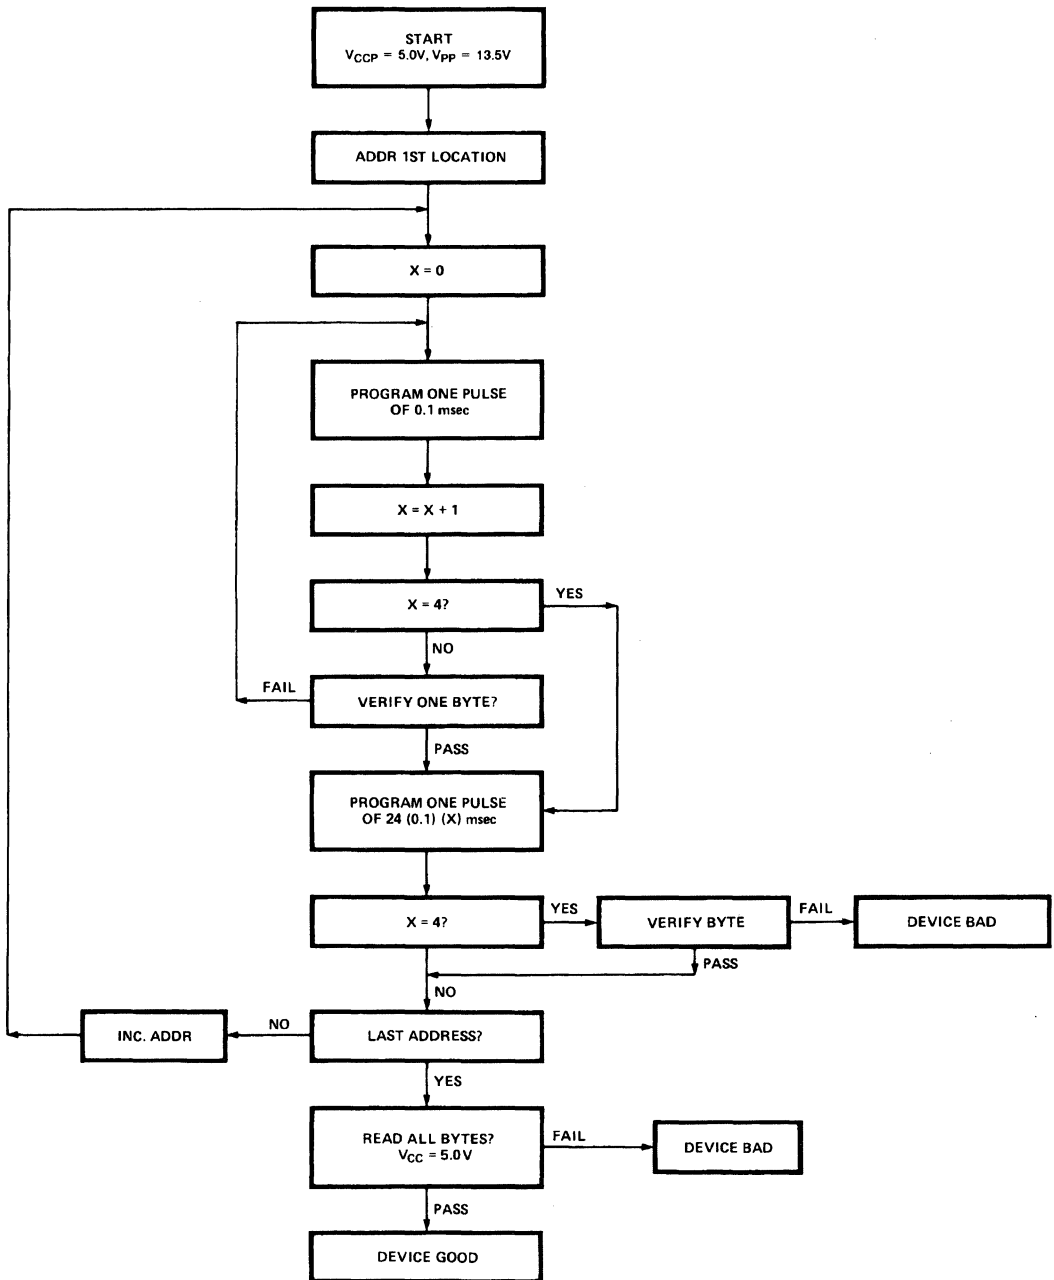 START
VCCP = 5.0V, VPP = 13.5V
ADDR 1ST LOCATION
X = 0
PROGRAM ONE PULSE
OF 0.1 msec
X = X + 1
X = 4?
YES
NO
FAIL
VERIFY ONE BYTE?
PASS
PROGRAM ONE PULSE
OF 24 (0.1) (X) msec
X = 4?
YES
VERIFY BYTE
FAIL
DEVICE BAD
PASS
NO
INC. ADDR
NO
LAST ADDRESS?
YES
READ ALL BYTES?
VCC = 5.0V
FAIL
DEVICE BAD
PASS
DEVICE GOOD